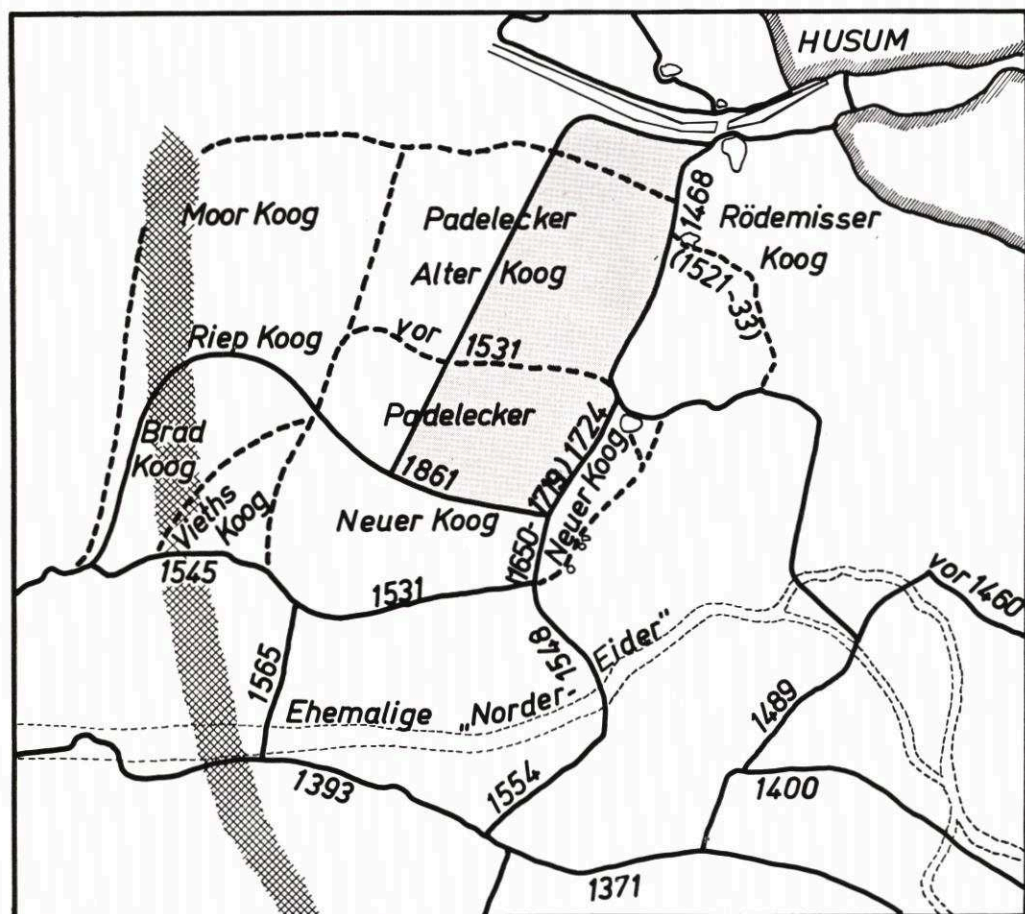 HUSUM
Moor Koog
Padelecker
Alter Koog
1468
Rödemisser
Koog
(1521-33)
Riep Koog
vor 1531
Padelecker
Brad
Koog
1861
(1650-1719) 1724
Neuer Koog
Vieths
Koog
Neuer Koog
1545
1531
1548
vor 1460
1565
Ehemalige „Norder-Eider"
1489
1393
1554
1400
1371